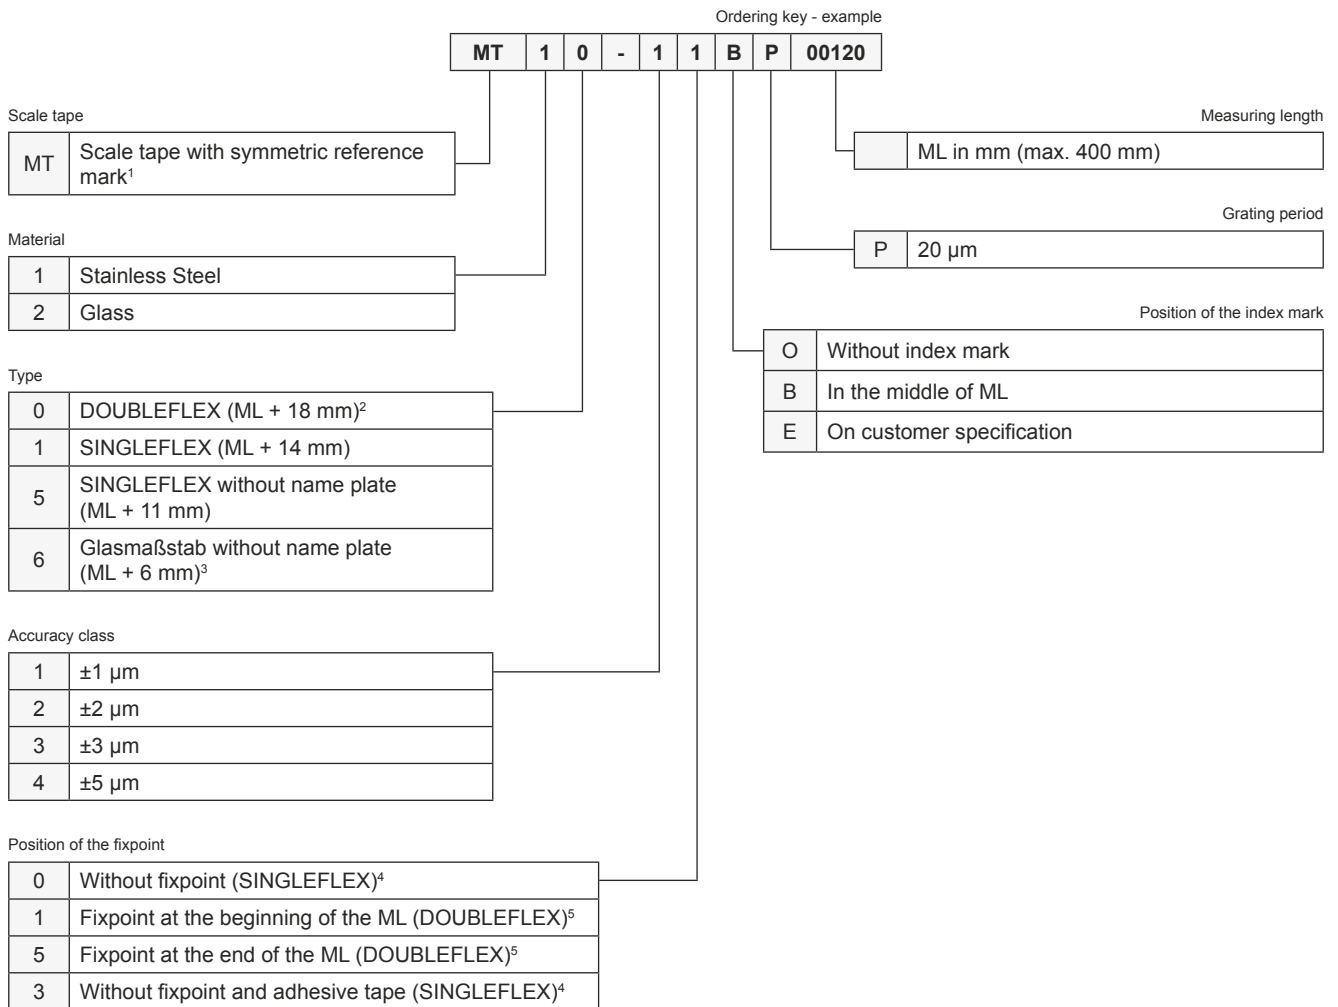 Ordering key - example
MT 1 0 - 1 1 B P 00120
Scale tape
MT Scale tape with symmetric reference
mark¹
Material
1 Stainless Steel
2 Glass
Type
0 DOUBLEFLEX (ML + 18 mm)²
1 SINGLEFLEX (ML + 14 mm)
5 SINGLEFLEX without name plate
(ML + 11 mm)
6 Glasmaßstab without name plate
(ML + 6 mm)³
Accuracy class
1 ±1 µm
2 ±2 µm
3 ±3 µm
4 ±5 µm
Position of the fixpoint
0 Without fixpoint (SINGLEFLEX)⁴
1 Fixpoint at the beginning of the ML (DOUBLEFLEX)⁵
5 Fixpoint at the end of the ML (DOUBLEFLEX)⁵
3 Without fixpoint and adhesive tape (SINGLEFLEX)⁴
Measuring length
ML in mm (max. 400 mm)
Grating period
P 20 µm
Position of the index mark
O Without index mark
B In the middle of ML
E On customer specification